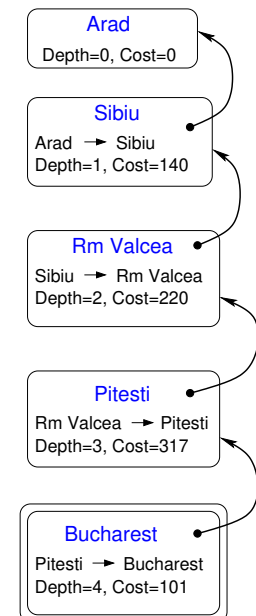 Arad
Depth=0, Cost=0
Sibiu
Arad → Sibiu
Depth=1, Cost=140
Rm Valcea
Sibiu → Rm Valcea
Depth=2, Cost=220
Pitesti
Rm Valcea → Pitesti
Depth=3, Cost=317
Bucharest
Pitesti → Bucharest
Depth=4, Cost=101